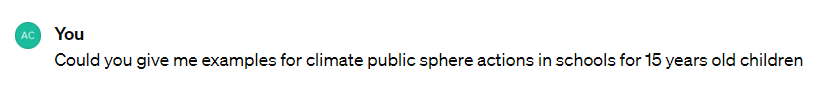 AC You
Could you give me examples for climate public sphere actions in schools for 15 years old children